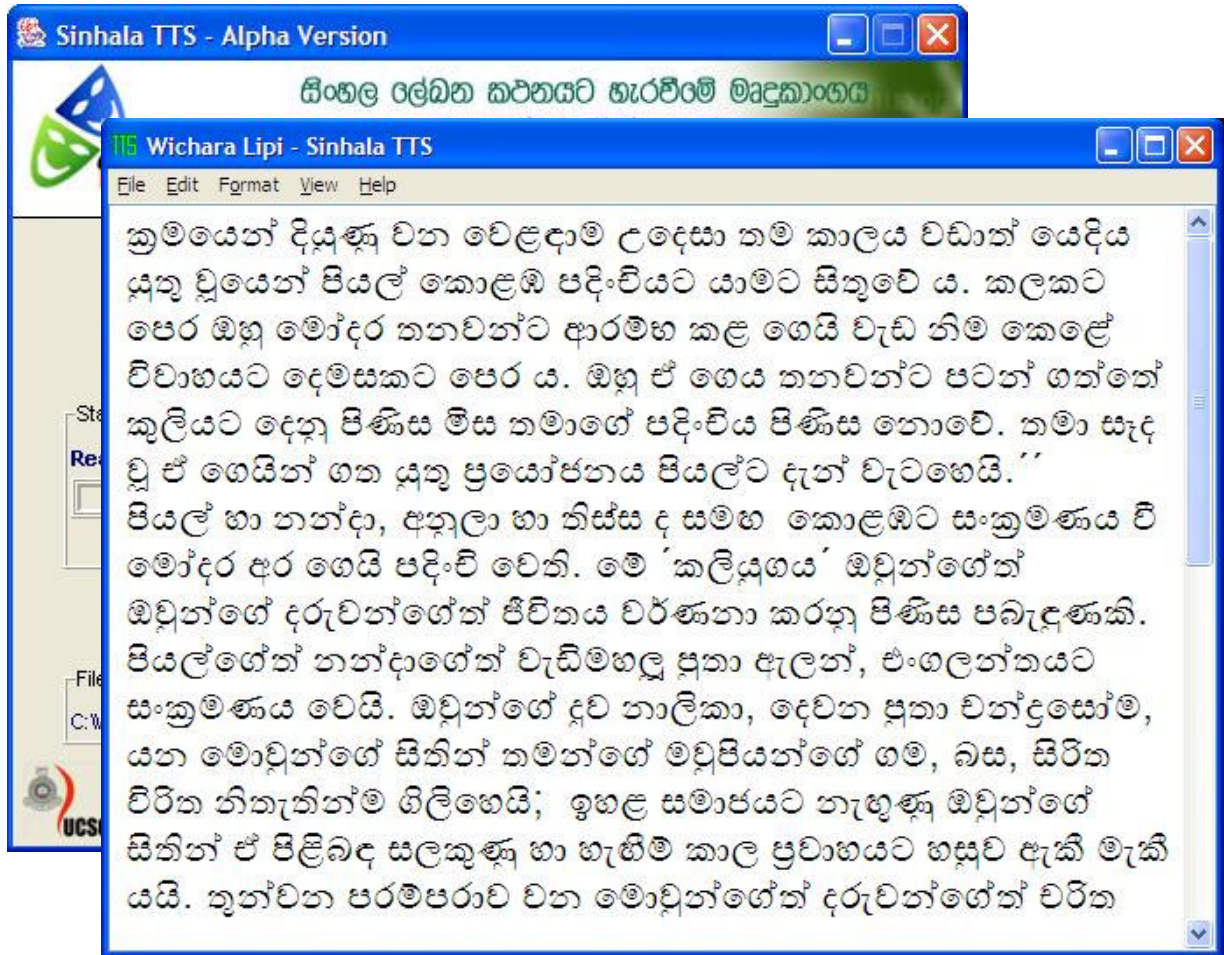 Sinhala TTS - Alpha Version
සිංහල ලේඛන කථනයට හැරවීමේ මෘදුකාංගය
TTS Wichara Lipi - Sinhala TTS
File Edit Format View Help
ක්‍රමයෙන් දියුණු වන වෙළඳාම උදෙසා තම කාලය වඩාත් යෙදිය
යුතු වූයෙන් පියල් කොළඹ පදිංචියට යාමට සිතුවේ ය. කලකට
පෙර ඔහු මෝදර තනවන්ට ආරම්භ කළ ගෙයි වැඩ නිම කෙළේ
විවාහයට දෙමසකට පෙර ය. ඔහු ඒ ගෙය තනවන්ට පටන් ගත්තේ
කුලියට දෙනු පිණිස මිස තමාගේ පදිංචිය පිණිස නොවේ. තමා සෑද
වූ ඒ ගෙයින් ගත යුතු ප්‍රයෝජනය පියල්ට දැන් වැටහෙයි.´´
පියල් හා නන්දා, අනුලා හා තිස්ස ද සමඟ කොළඹට සංක්‍රමණය වී
මෝදර අර ගෙයි පදිංචි වෙති. මේ ´කලියුගය´ ඔවුන්ගේත්
ඔවුන්ගේ දරුවන්ගේත් ජීවිතය වර්ණනා කරනු පිණිස පබැඳුණකි.
පියල්ගේත් නන්දාගේත් වැඩිමහලු පුතා ඇලන්, එංගලන්තයට
සංක්‍රමණය වෙයි. ඔවුන්ගේ දුව නාලිකා, දෙවන පුතා චන්ද්‍රසෝම,
යන මොවුන්ගේ සිතින් තමන්ගේ මවුපියන්ගේ ගම, බස, සිරිත
විරිත නිතැතින්ම ගිලිහෙයි; ඉහළ සමාජයට නැඟුණු ඔවුන්ගේ
සිතින් ඒ පිළිබඳ සලකුණු හා හැඟීම් කාල ප්‍රවාහයට හසුව ඇකී මැකී
යයි. තුන්වන පරම්පරාව වන මොවුන්ගේත් දරුවන්ගේත් චරිත
Sta
Rea
File
C:\
UCS